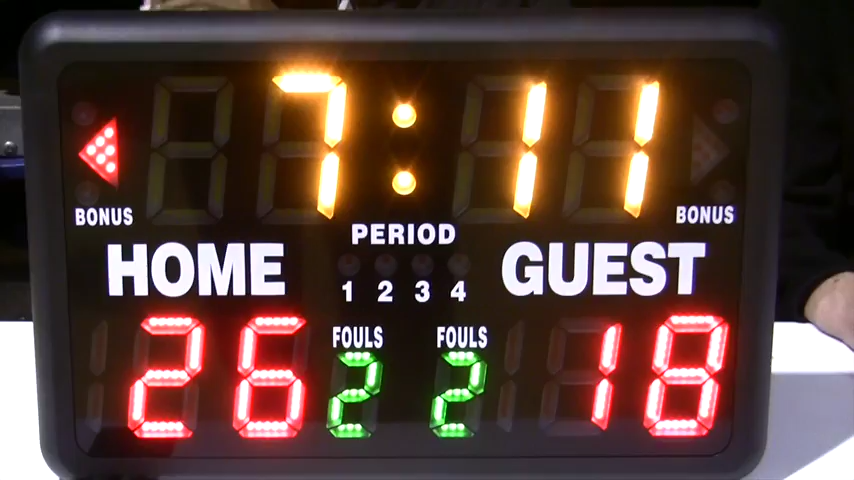 7:11
BONUS BONUS
PERIOD
HOME GUEST
1 2 3 4
FOULS FOULS
26 2 2 18